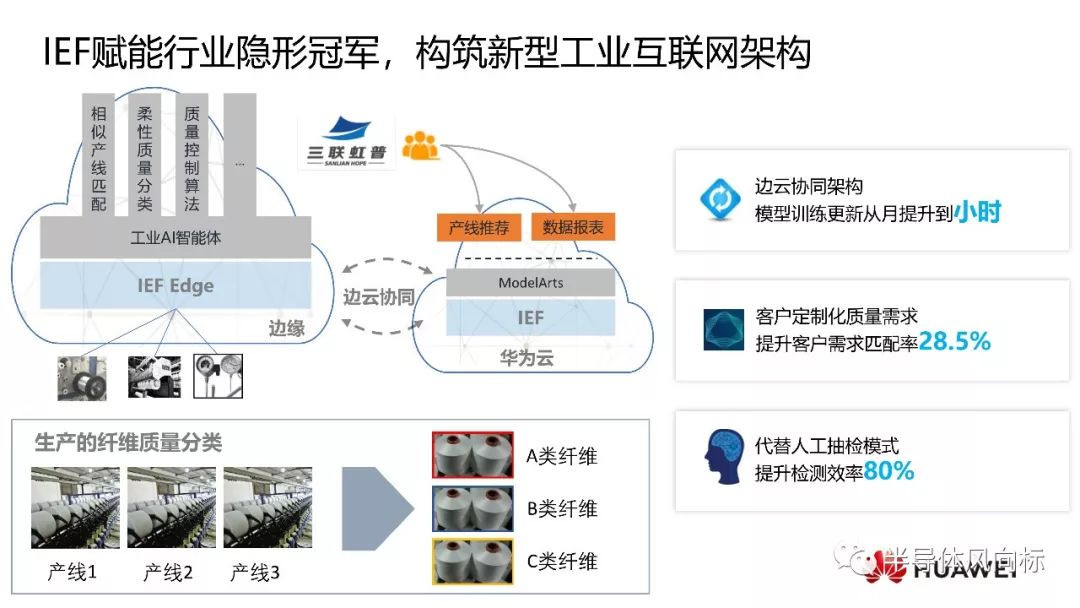 IEF赋能行业隐形冠军，构筑新型工业互联网架构
相似产线匹配
柔性质量分类
质量控制算法
...
工业AI智能体
IEF Edge
边缘
三联虹普
SANLIAN HOPE
产线推荐
数据报表
ModelArts
IEF
华为云
边云协同
边云协同架构
模型训练更新从月提升到小时
客户定制化质量需求
提升客户需求匹配率28.5%
代替人工抽检模式
提升检测效率80%
生产的纤维质量分类
产线1
产线2
产线3
A类纤维
B类纤维
C类纤维
半导体风向标
HUAWEI